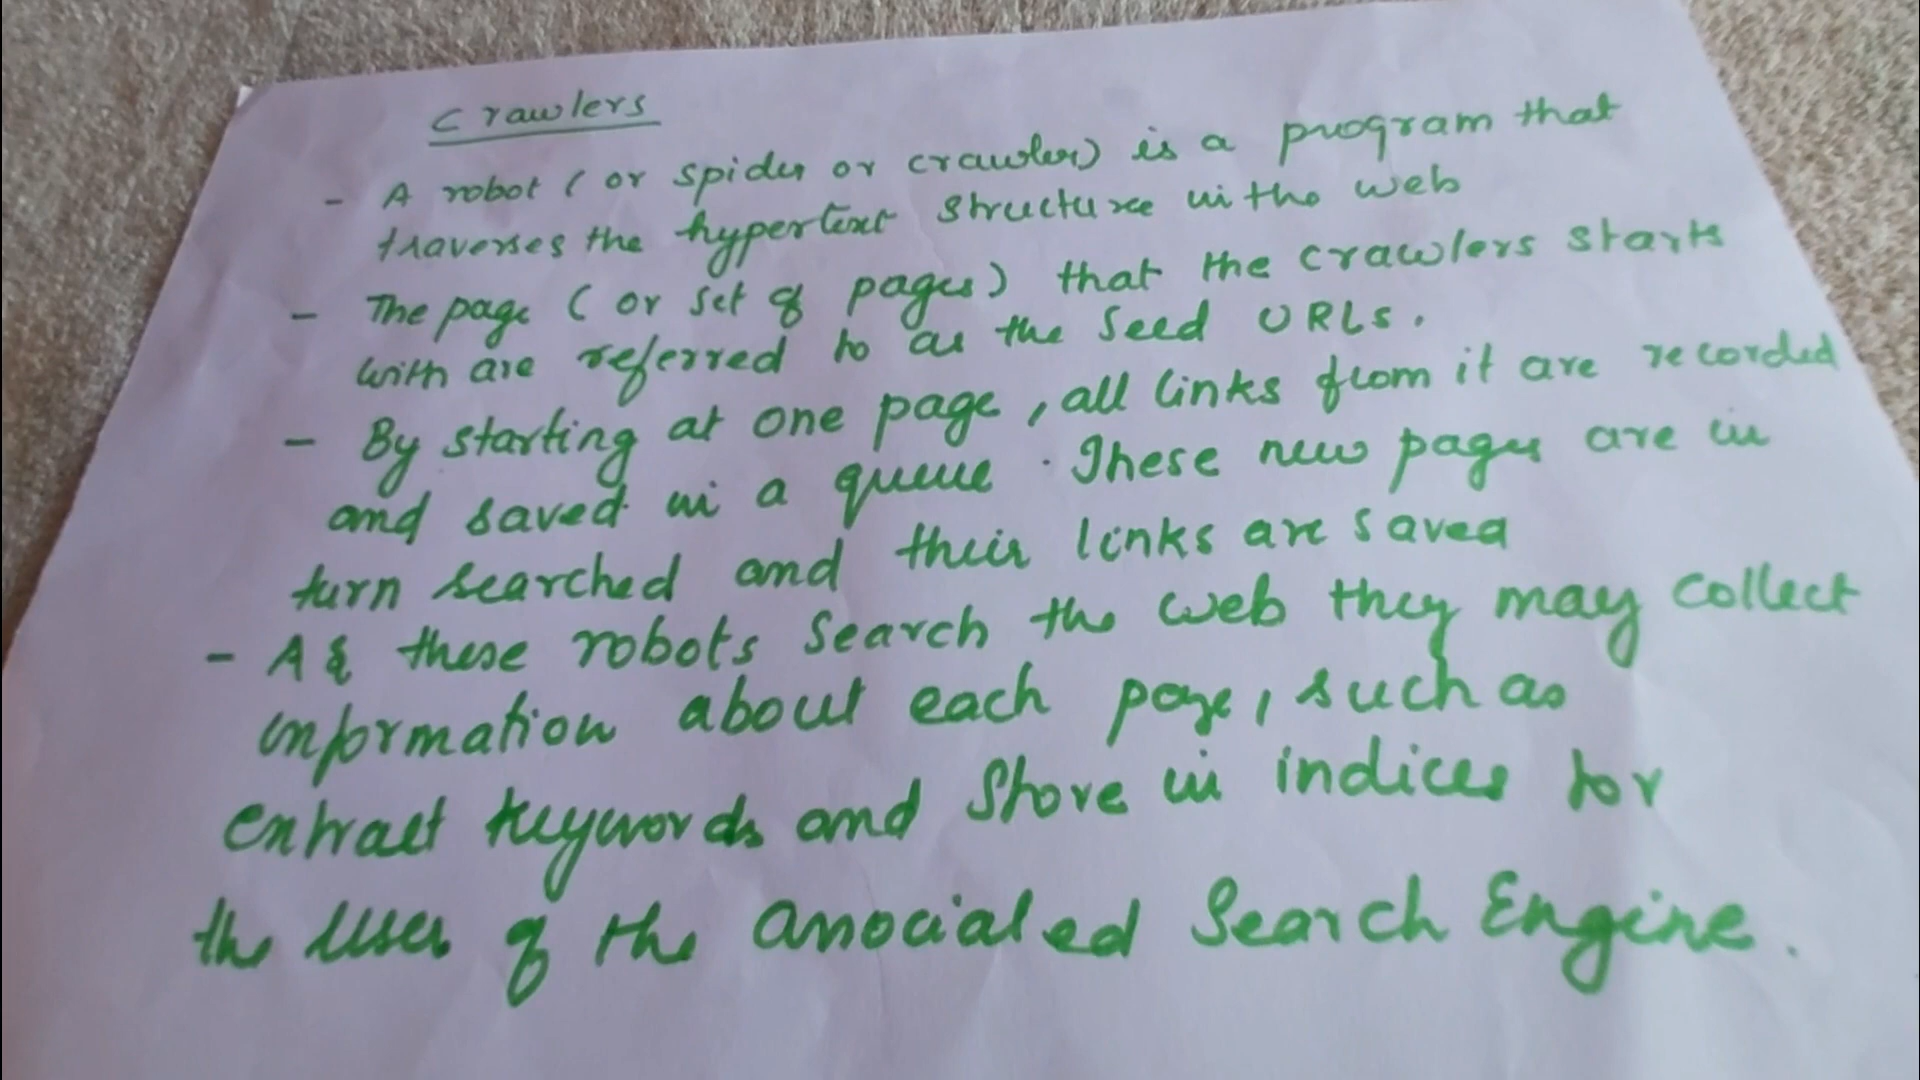 Crawlers
- A robot (or spider or crawler) is a program that
traverses the hypertext structure in the web
- The page (or set of pages) that the crawlers starts
with are referred to as the Seed URLs.
- By starting at one page, all links from it are recorded
and saved in a queue. These new pages are in
turn searched and their links are saved
- As these robots search the web they may collect
information about each page, such as
extract keywords and store in indices for
the users of the associated Search Engine.